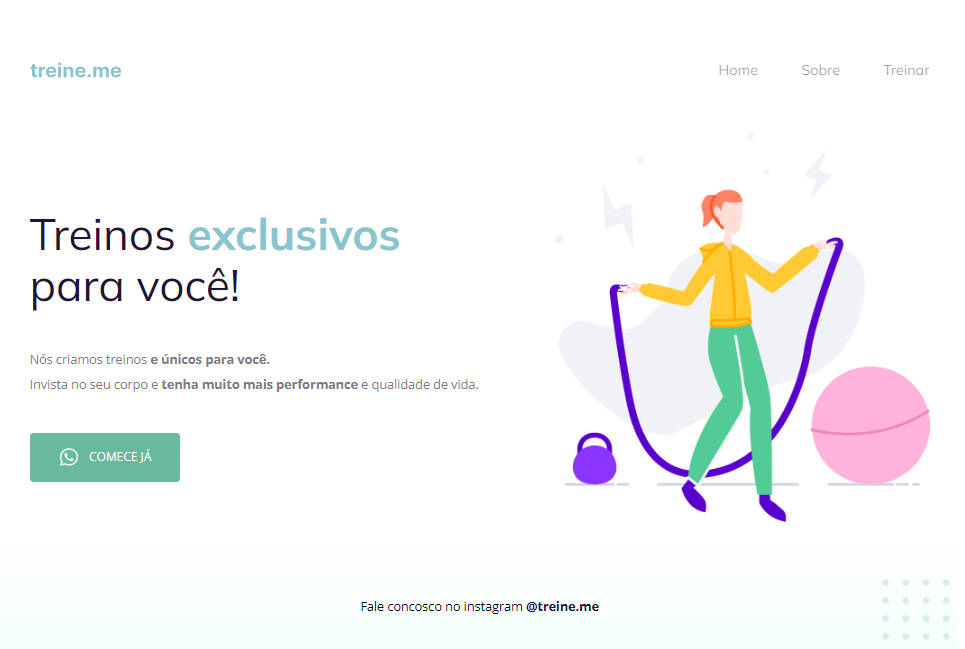 treine.me
Home
Sobre
Treinar
Treinos exclusivos
para você!
Nós criamos treinos e únicos para você.
Invista no seu corpo e tenha muito mais performance e qualidade de vida.
COMECE JÁ
Fale concosco no instagram @treine.me